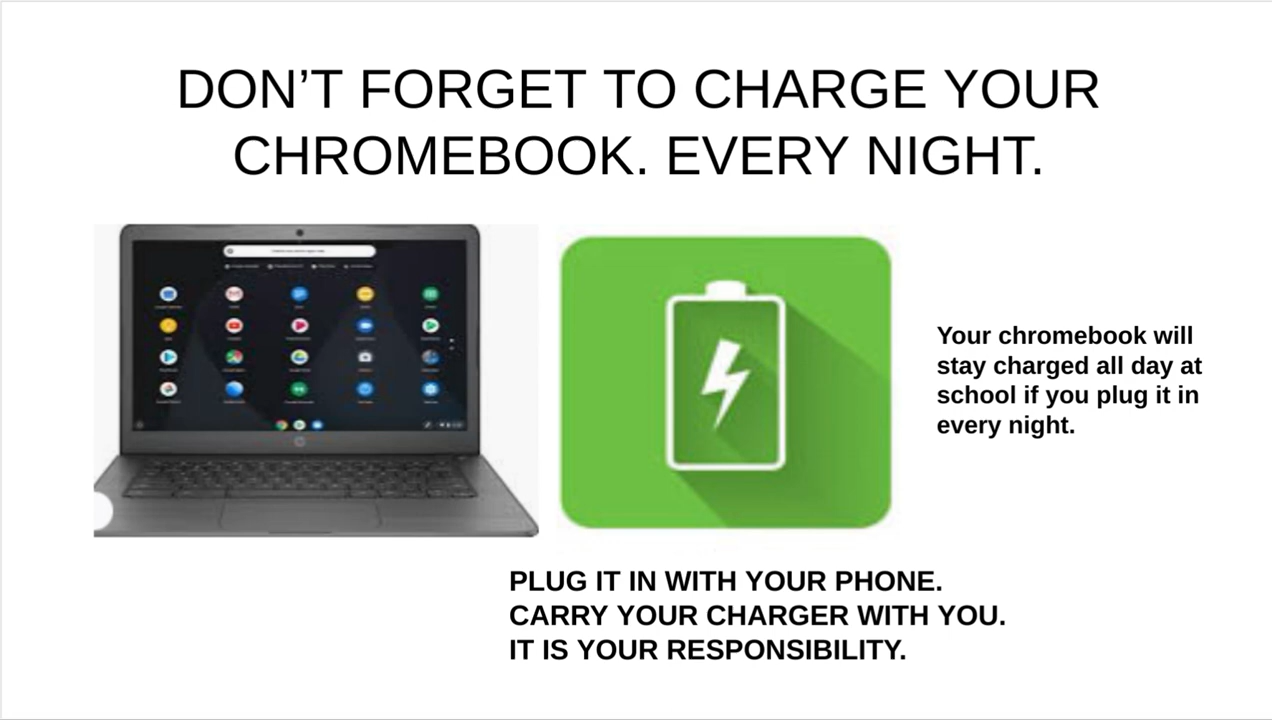 DON’T FORGET TO CHARGE YOUR
CHROMEBOOK. EVERY NIGHT.
Your chromebook will
stay charged all day at
school if you plug it in
every night.
PLUG IT IN WITH YOUR PHONE.
CARRY YOUR CHARGER WITH YOU.
IT IS YOUR RESPONSIBILITY.